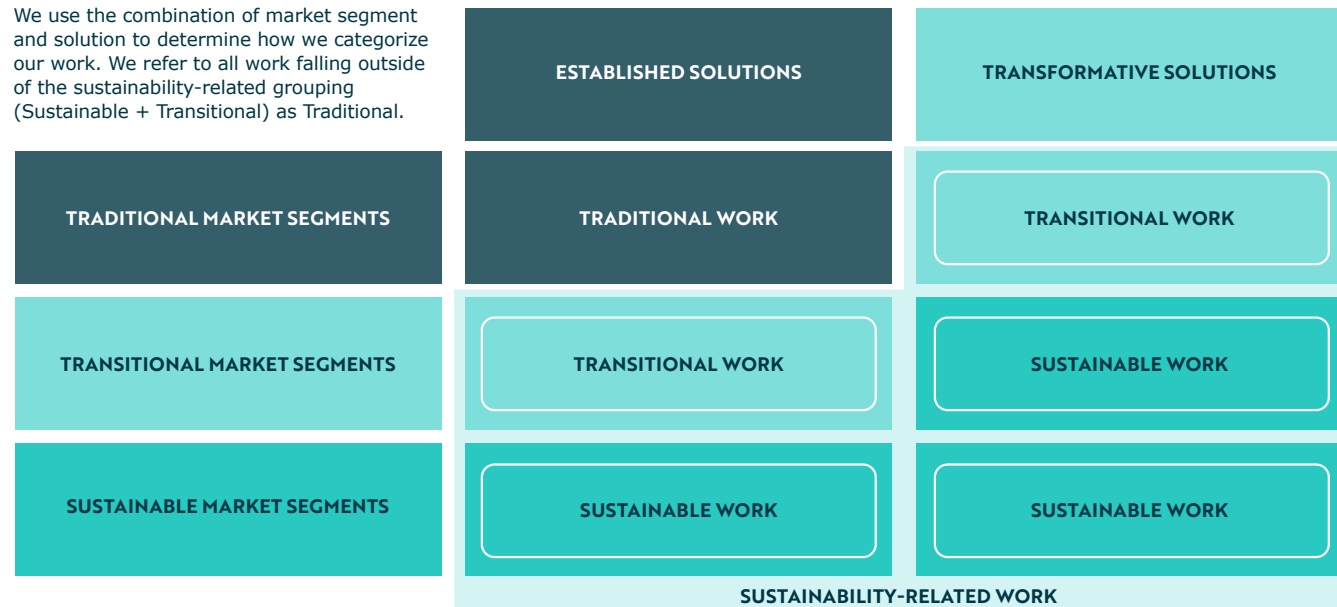 We use the combination of market segment
and solution to determine how we categorize
our work. We refer to all work falling outside
of the sustainability-related grouping
(Sustainable + Transitional) as Traditional.
ESTABLISHED SOLUTIONS
TRANSFORMATIVE SOLUTIONS
TRADITIONAL MARKET SEGMENTS
TRADITIONAL WORK
TRANSITIONAL WORK
TRANSITIONAL MARKET SEGMENTS
TRANSITIONAL WORK
SUSTAINABLE WORK
SUSTAINABLE MARKET SEGMENTS
SUSTAINABLE WORK
SUSTAINABLE WORK
SUSTAINABILITY-RELATED WORK